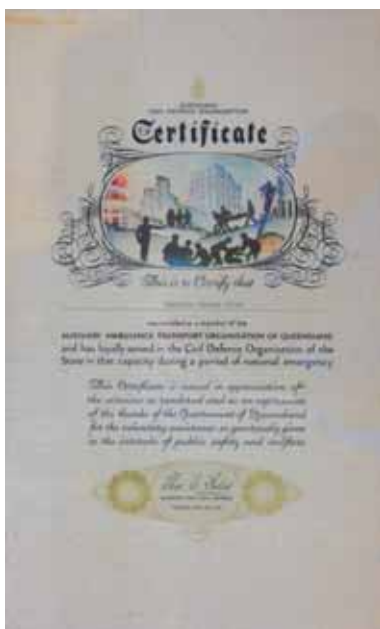 Certificate
This is to Certify that
was enrolled as a member of the
AUXILIARY AMBULANCE TRANSPORT ORGANISATION OF QUEENSLAND
and has loyally served in the Civil Defence Organisation of the
State in that capacity during a period of national emergency
This Certificate is issued in appreciation of
the services so rendered and as an expression
of the thanks of the Government of Queensland
for the voluntary assistance so generously given
in the interests of public safety and welfare